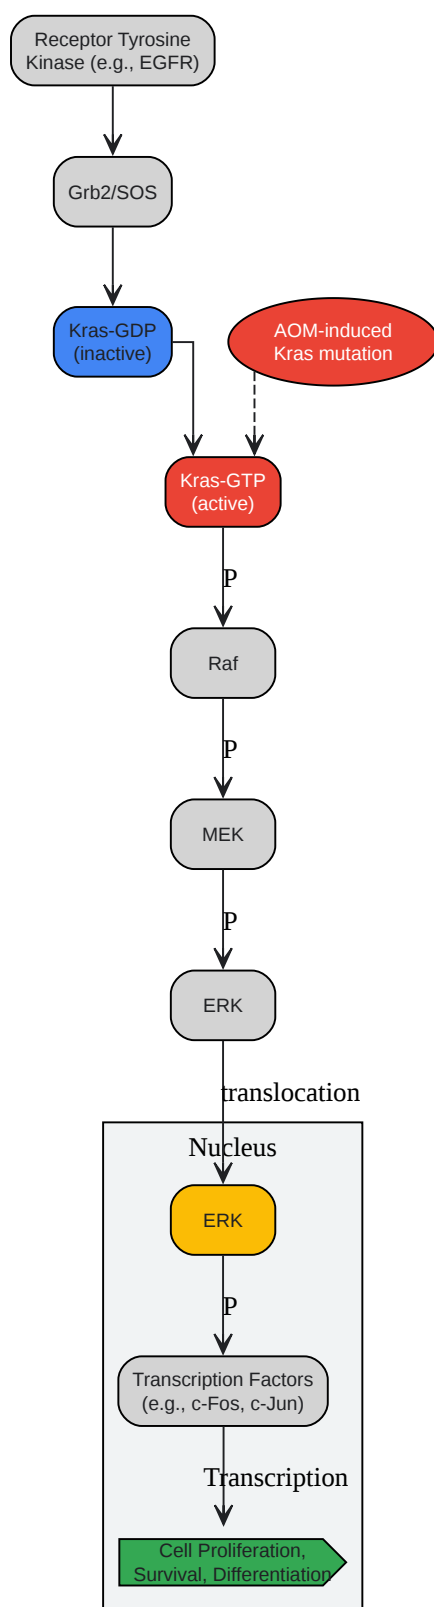 Receptor Tyrosine
Kinase (e.g., EGFR)
Grb2/SOS
Kras-GDP
(inactive)
AOM-induced
Kras mutation
Kras-GTP
(active)
P
Raf
P
MEK
P
ERK
translocation
Nucleus
ERK
P
Transcription Factors
(e.g., c-Fos, c-Jun)
Transcription
Cell Proliferation,
Survival, Differentiation